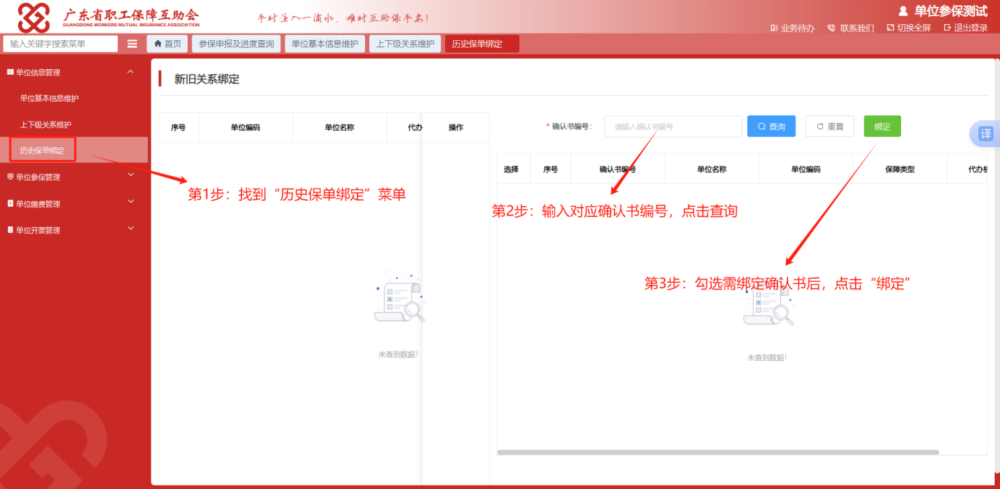 广东省职工保障互助会
GUANGDONG WORKERS MUTUAL INSURANCE ASSOCIATION
平时注入一滴水，难时互助保平安！
单位参保测试
业务待办 联系我们 切换全屏 退出登录
输入关键字搜索菜单 首页 参保申报及进度查询 单位基本信息维护 上下级关系维护 历史保单绑定
单位信息管理
单位基本信息维护
上下级关系维护
历史保单绑定
单位参保管理
单位缴费管理
单位开票管理
新旧关系绑定
序号 单位编码 单位名称 代办 操作
* 确认书编号： 请输入确认书编号 查询 重置 绑定
译
选择 序号 确认书编号 单位名称 单位编码 保障类型 代办机
第1步：找到“历史保单绑定”菜单
第2步：输入对应确认书编号，点击查询
第3步：勾选需绑定确认书后，点击“绑定”
未查到数据！
未查到数据！